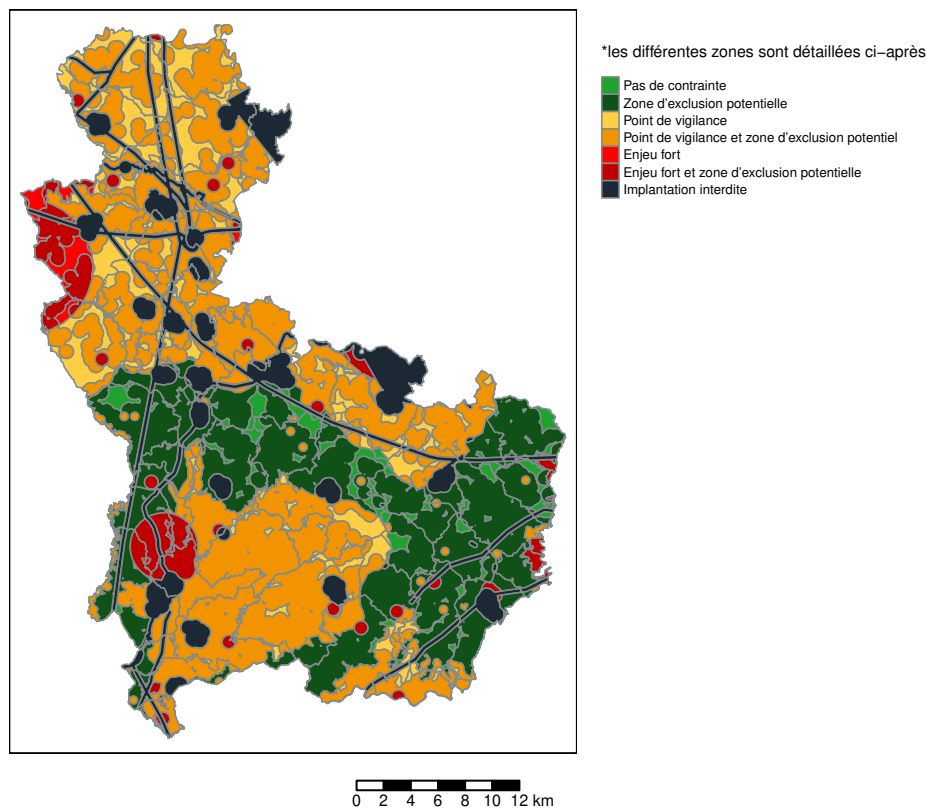 *les différentes zones sont détaillées ci−après
Pas de contrainte
Zone d'exclusion potentielle
Point de vigilance
Point de vigilance et zone d'exclusion potentiel
Enjeu fort
Enjeu fort et zone d'exclusion potentielle
Implantation interdite
0 2 4 6 8 10 12 km